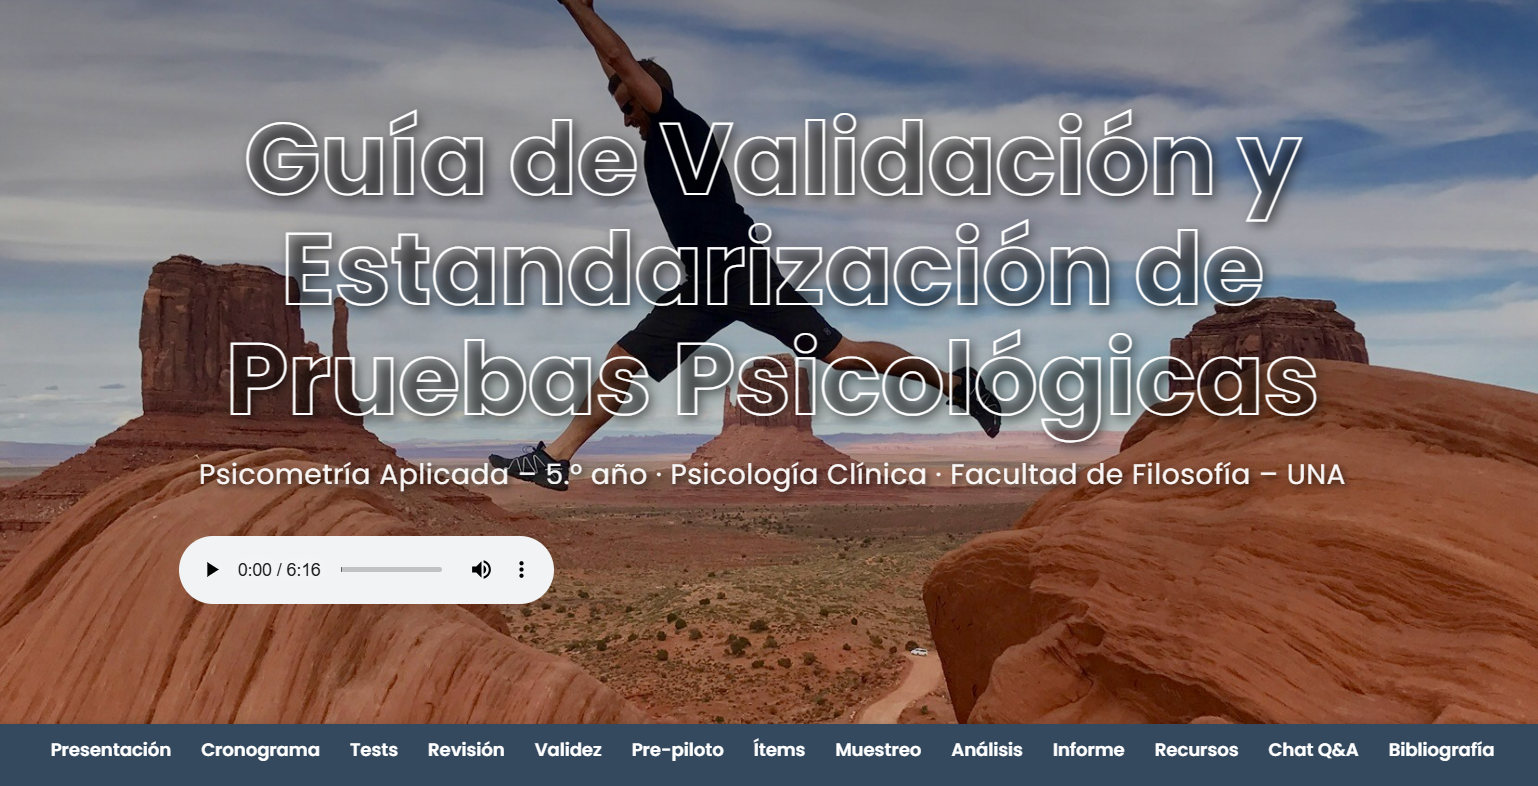 Guía de Validación y
Estandarización de
Pruebas Psicológicas
Psicometría Aplicada – 5.º año · Psicología Clínica · Facultad de Filosofía – UNA
0:00 / 6:16
Presentación Cronograma Tests Revisión Validez Pre-piloto Ítems Muestreo Análisis Informe Recursos Chat Q&A Bibliografía